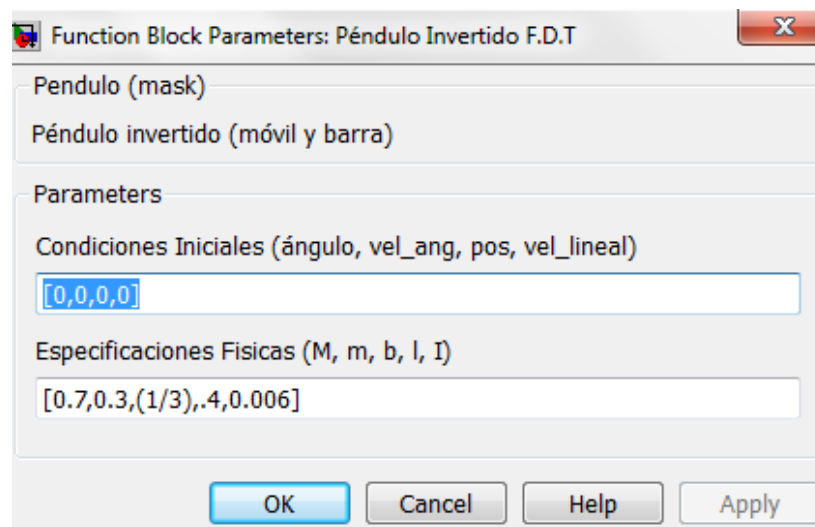 Function Block Parameters: Péndulo Invertido F.D.T
Pendulo (mask)
Péndulo invertido (móvil y barra)
Parameters
Condiciones Iniciales (ángulo, vel_ang, pos, vel_lineal)
[0,0,0,0]
Especificaciones Fisicas (M, m, b, l, I)
[0.7,0.3,(1/3),.4,0.006]
OK Cancel Help Apply